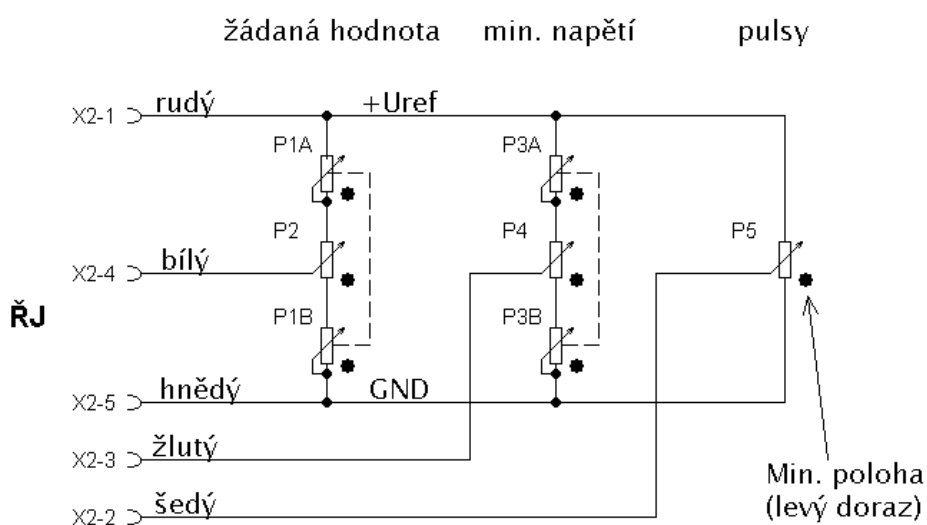 žádaná hodnota min. napětí pulsy
X2-1 rudý +Uref
P1A P3A
P2 P4 P5
X2-4 bílý
ŘJ
P1B P3B
X2-5 hnědý GND
X2-3 žlutý
Min. poloha
(levý doraz)
X2-2 šedý